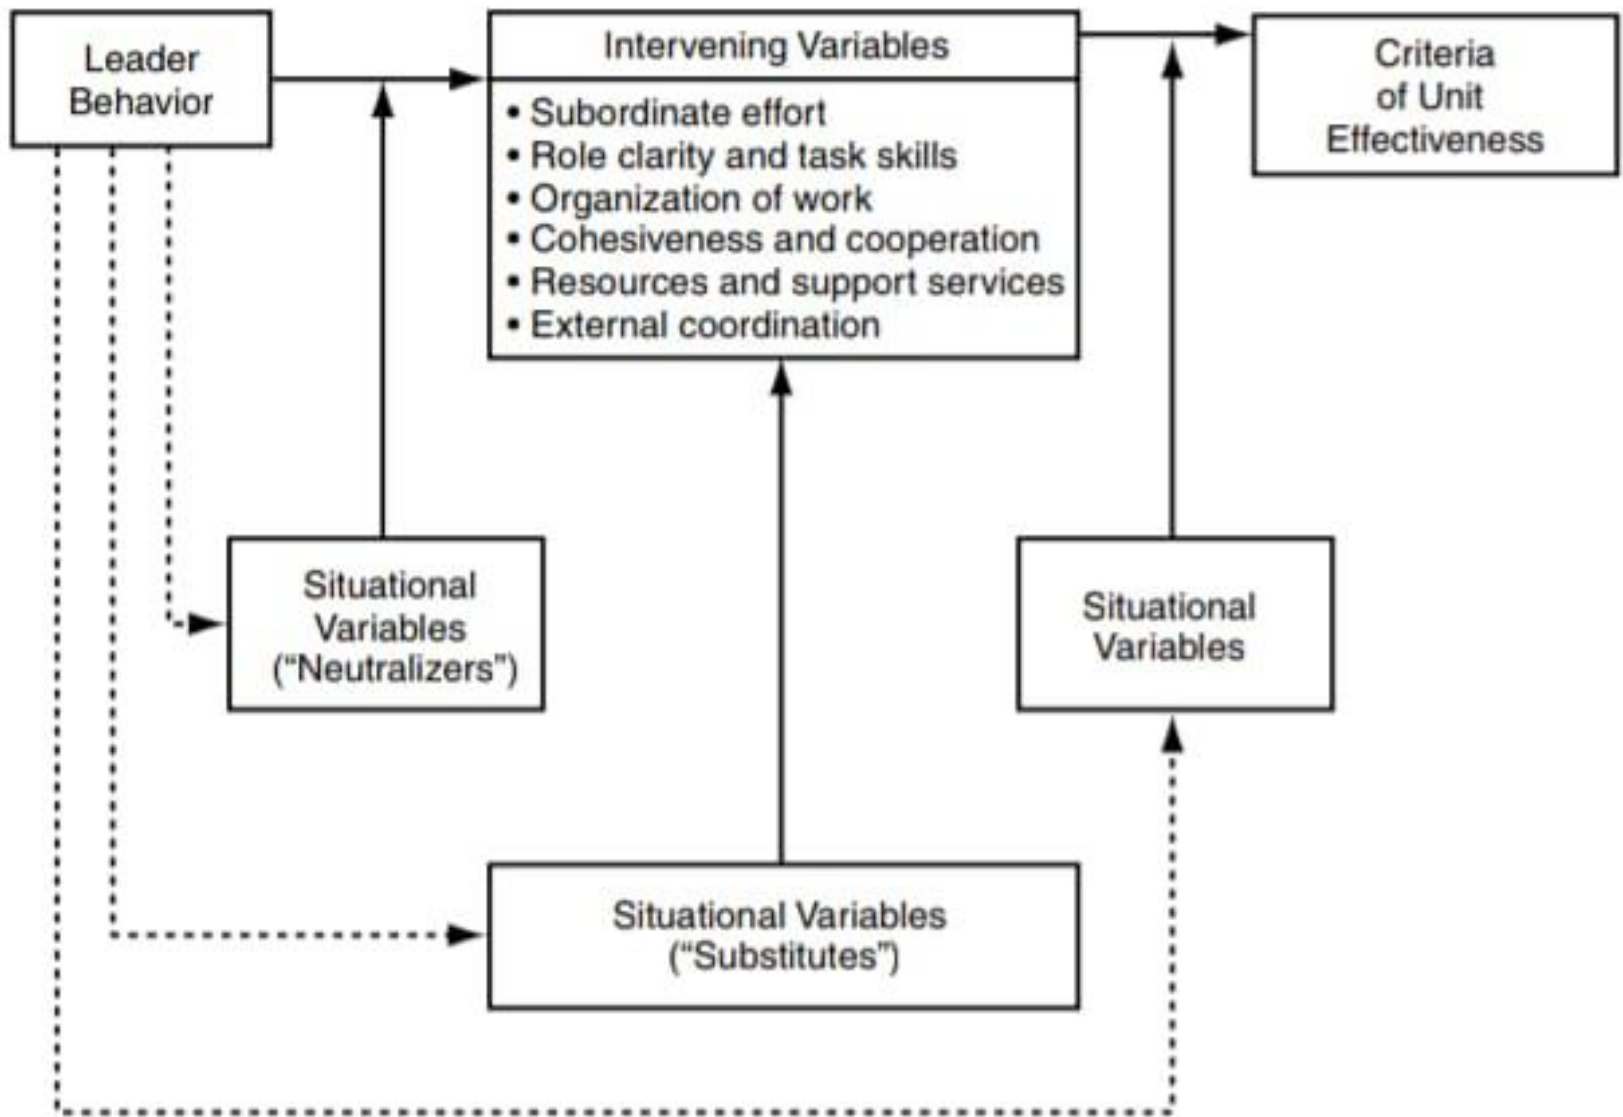 Leader
Behavior
Intervening Variables
• Subordinate effort
• Role clarity and task skills
• Organization of work
• Cohesiveness and cooperation
• Resources and support services
• External coordination
Criteria
of Unit
Effectiveness
Situational
Variables
(“Neutralizers”)
Situational
Variables
Situational Variables
(“Substitutes”)